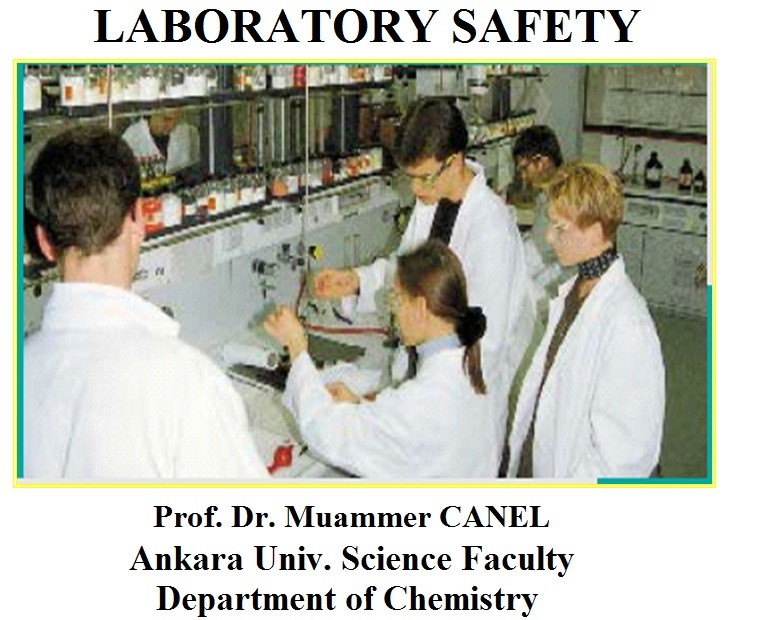 LABORATORY SAFETY
Prof. Dr. Muammer CANEL
Ankara Univ. Science Faculty
Department of Chemistry